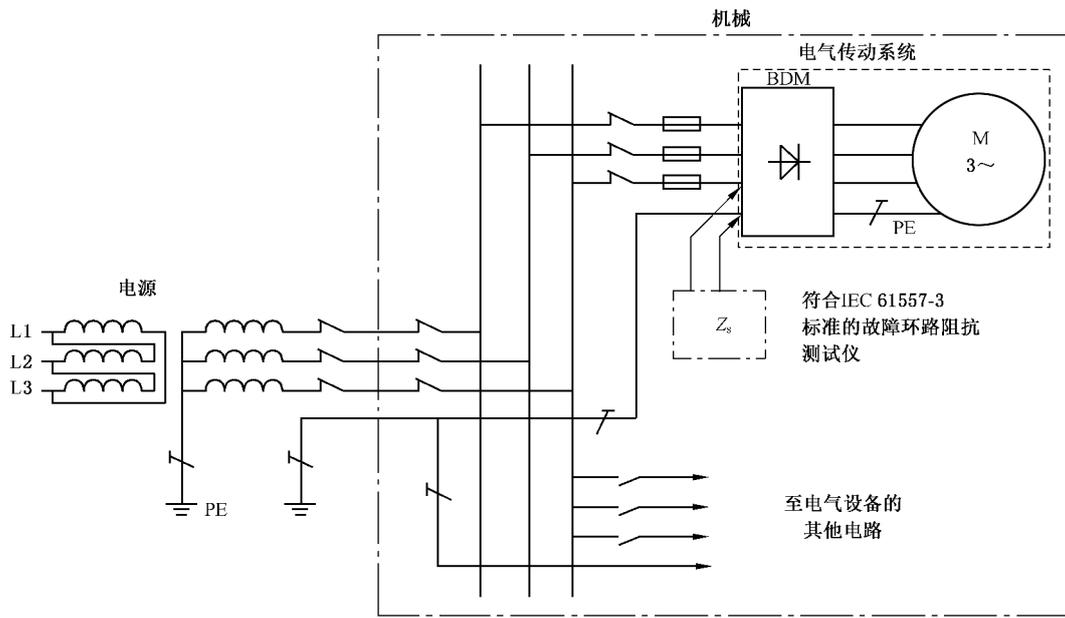 机械
电气传动系统
BDM
M
3～
PE
电源
L1
L2
L3
Zs
符合IEC 61557-3
标准的故障环路阻抗
测试仪
PE
至电气设备的
其他电路